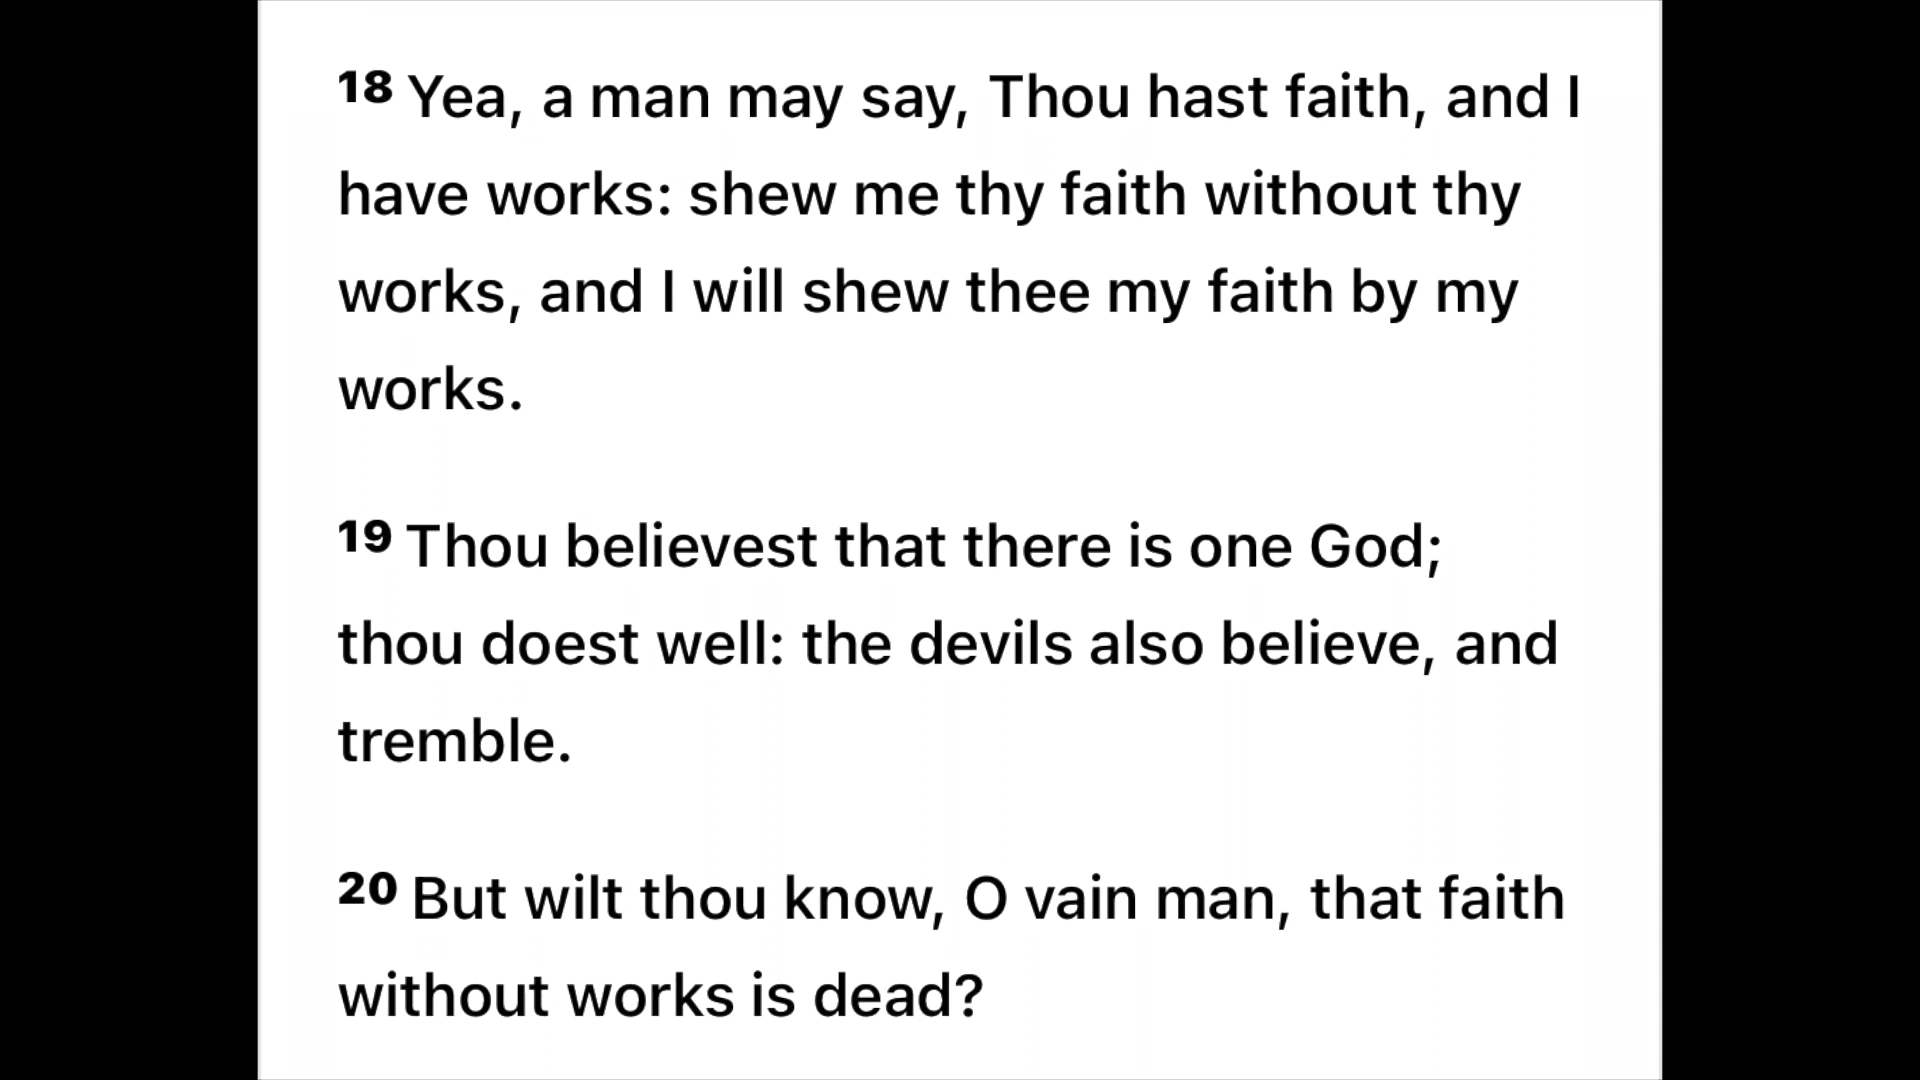 18 Yea, a man may say, Thou hast faith, and I
have works: shew me thy faith without thy
works, and I will shew thee my faith by my
works.
19 Thou believest that there is one God;
thou doest well: the devils also believe, and
tremble.
20 But wilt thou know, O vain man, that faith
without works is dead?